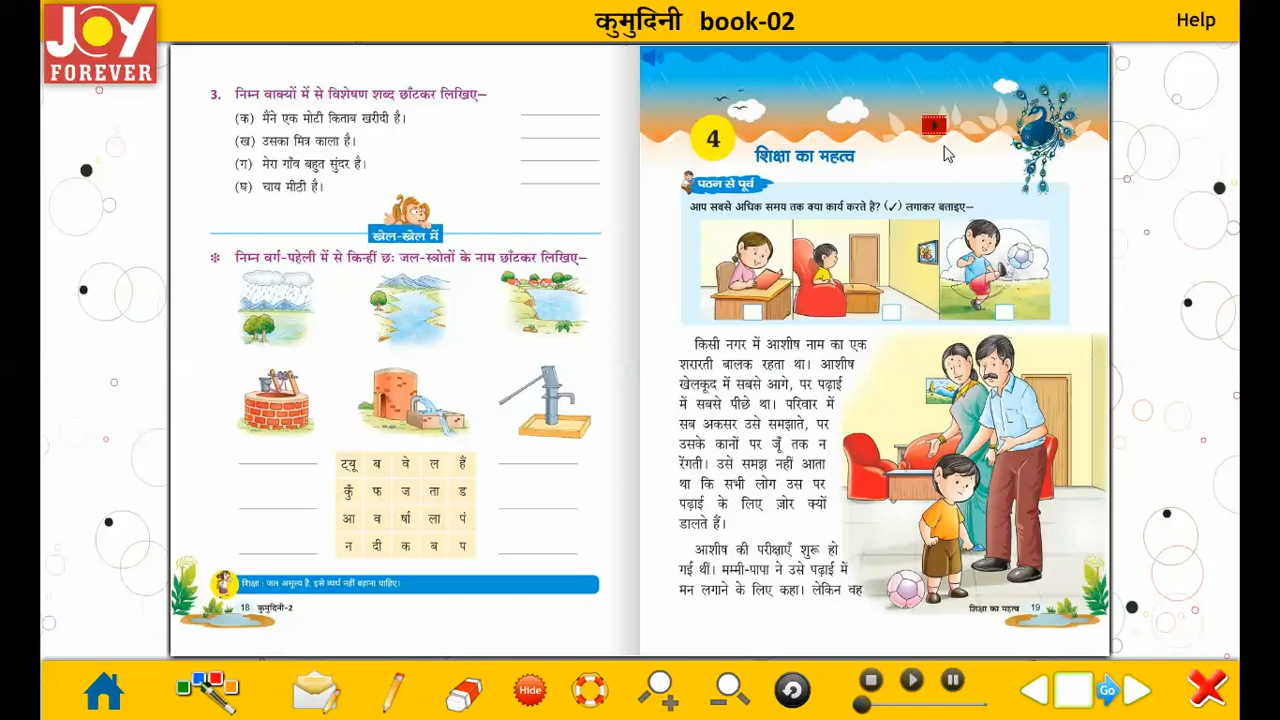 कुमुदिनी book-02
Help
JOY
FOREVER
3. निम्न वाक्यों में से विशेषण शब्द छाँटकर लिखिए–
(क) मैंने एक मोटी किताब खरीदी है।
(ख) उसका मित्र काला है।
(ग) मेरा गाँव बहुत सुंदर है।
(घ) चाय मीठी है।
खेल-खेल में
निम्न वर्ग-पहेली में से किन्हीं छः जल-स्त्रोतों के नाम छाँटकर लिखिए–
ट्यू ब वे ल हैं
कुँ फ ज ता ड
आ व र्षा ला पं
न दी क ब प
शिक्षा : जल अमूल्य है, इसे व्यर्थ नहीं बहाना चाहिए।
18 कुमुदिनी-2
4
शिक्षा का महत्व
पठन से पूर्व
आप सबसे अधिक समय तक क्या कार्य करते हैं? (✓) लगाकर बताइए–
किसी नगर में आशीष नाम का एक
शरारती बालक रहता था। आशीष
खेलकूद में सबसे आगे, पर पढ़ाई
में सबसे पीछे था। परिवार में
सब अकसर उसे समझाते, पर
उसके कानों पर जूँ तक न
रेंगती। उसे समझ नहीं आता
था कि सभी लोग उस पर
पढ़ाई के लिए ज़ोर क्यों
डालते हैं।
आशीष की परीक्षाएँ शुरू हो
गई थीं। मम्मी-पापा ने उसे पढ़ाई में
मन लगाने के लिए कहा। लेकिन वह
शिक्षा का महत्व 19
Hide
Go